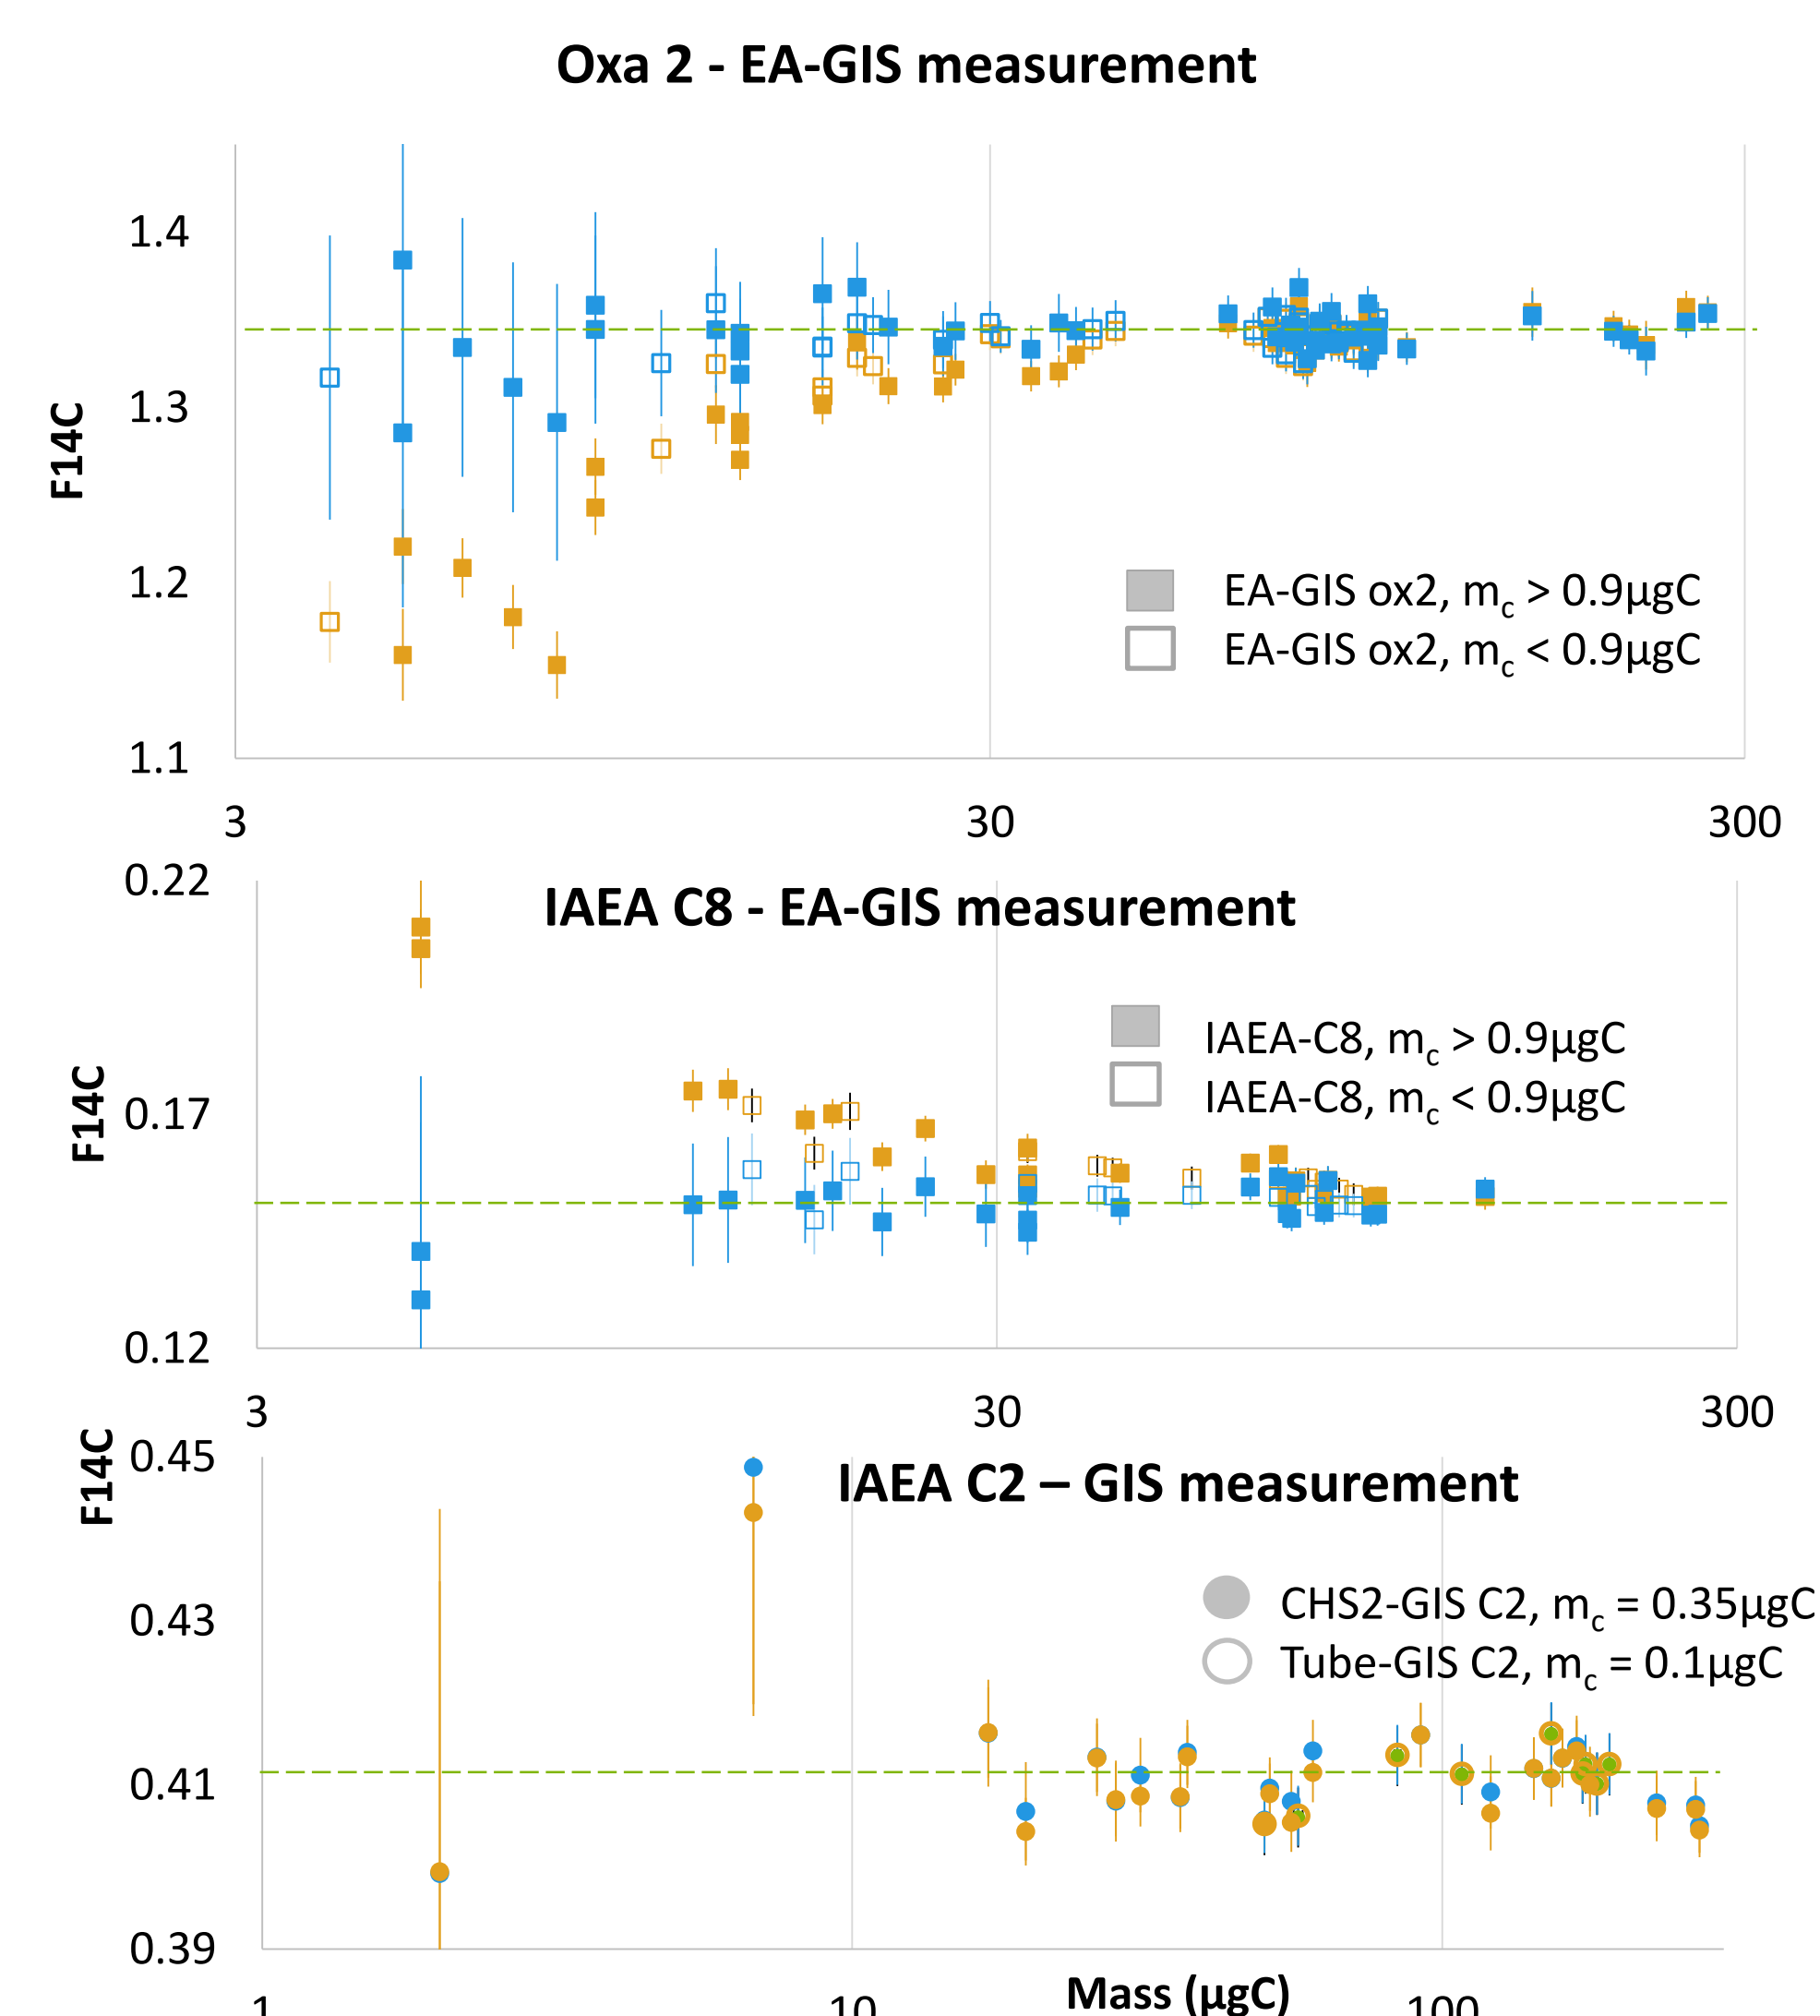 Oxa 2 - EA-GIS measurement
1.4
1.3
1.2
1.1
F14C
EA-GIS ox2, mc > 0.9µgC
EA-GIS ox2, mc < 0.9µgC
3 30 300
IAEA C8 - EA-GIS measurement
0.22
0.17
0.12
F14C
IAEA-C8, mc > 0.9µgC
IAEA-C8, mc < 0.9µgC
3 30 300
IAEA C2 – GIS measurement
F14C
0.45
0.43
0.41
0.39
CHS2-GIS C2, mc = 0.35µgC
Tube-GIS C2, mc = 0.1µgC
1 10 100
Mass (µgC)